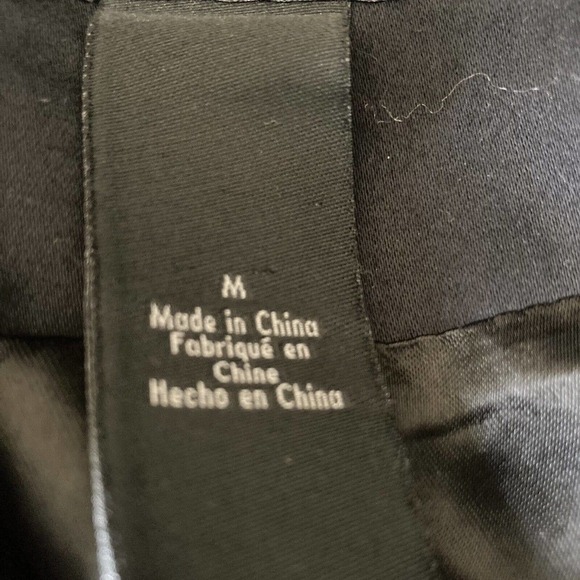 M
Made in China
Fabriqué en
Chine
Hecho en China